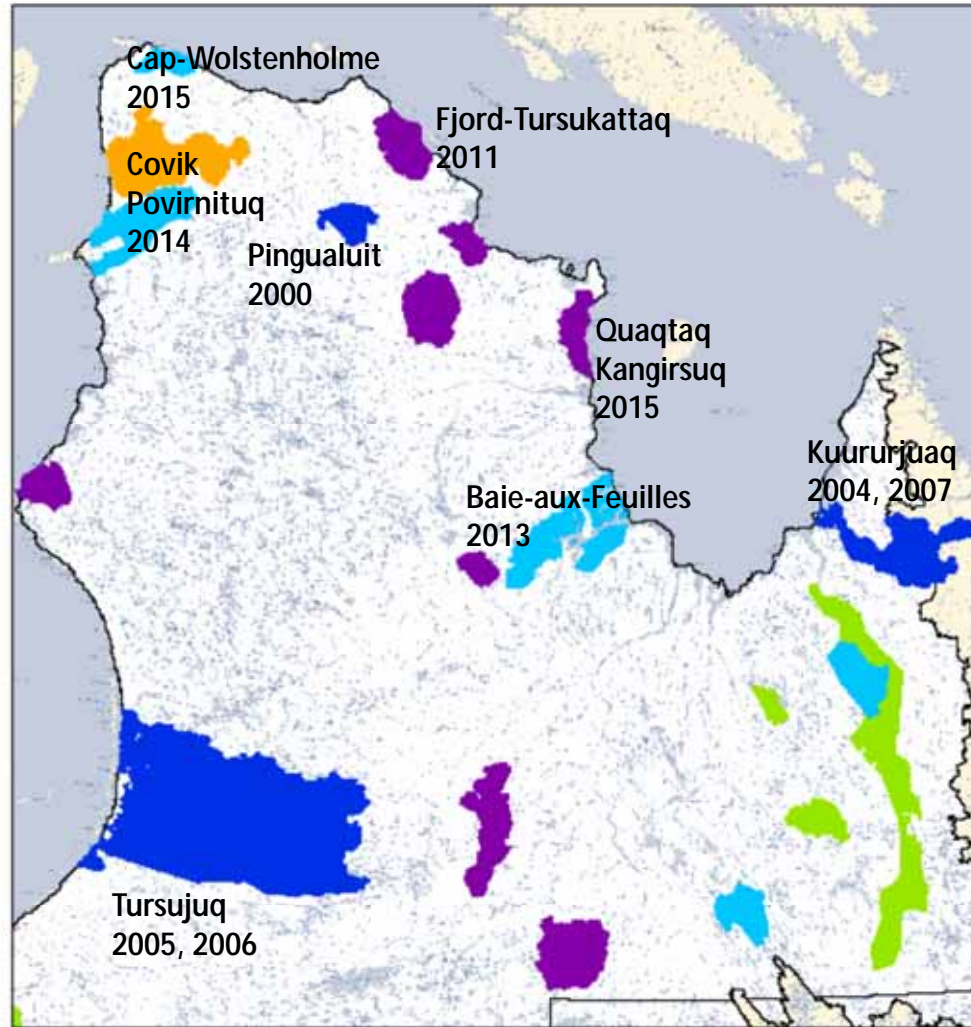 Cap-Wolstenholme
2015
Fjord-Tursukattaq
2011
Covik
Povirnituq
2014
Pingualuit
2000
Quaqtaq
Kangirsuq
2015
Kuururjuaq
2004, 2007
Baie-aux-Feuilles
2013
Tursujuq
2005, 2006